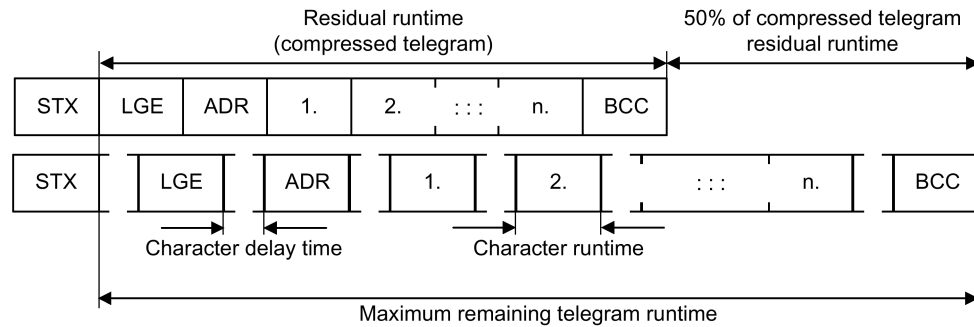 Residual runtime
(compressed telegram)
50% of compressed telegram
residual runtime
STX LGE ADR 1. 2. : : : n. BCC
STX LGE ADR 1. 2. : : : n. BCC
Character delay time Character runtime
Maximum remaining telegram runtime